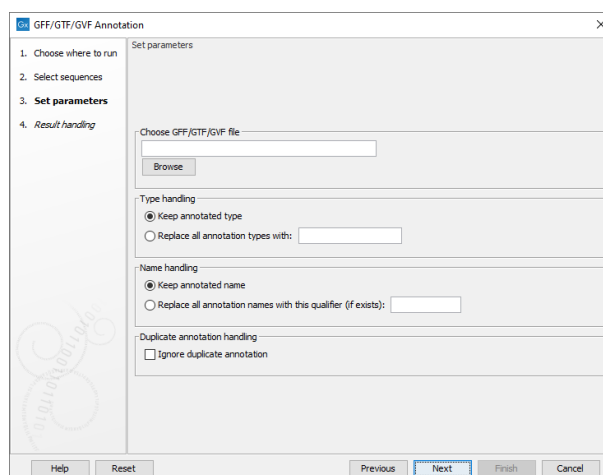 Gx GFF/GTF/GVF Annotation
1. Choose where to run
2. Select sequences
3. Set parameters
4. Result handling
Set parameters
Choose GFF/GTF/GVF file
Browse
Type handling
Keep annotated type
Replace all annotation types with:
Name handling
Keep annotated name
Replace all annotation names with this qualifier (if exists):
Duplicate annotation handling
Ignore duplicate annotation
Help Reset Previous Next Finish Cancel